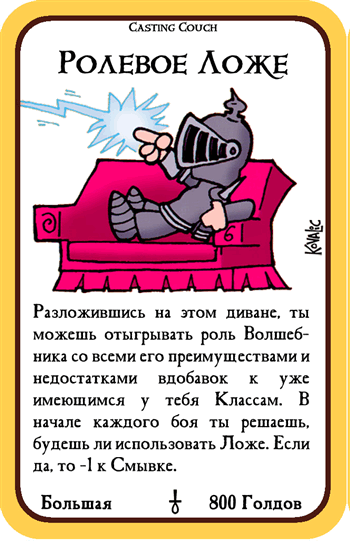 Casting Couch
Ролевое Ложе
Kovalic
Разложившись на этом диване, ты
можешь отыгрывать роль Волшеб-
ника со всеми его преимуществами и
недостатками вдобавок к уже
имеющимся у тебя Классам. В
начале каждого боя ты решаешь,
будешь ли использовать Ложе. Если
да, то -1 к Смывке.
Большая 800 Голдов